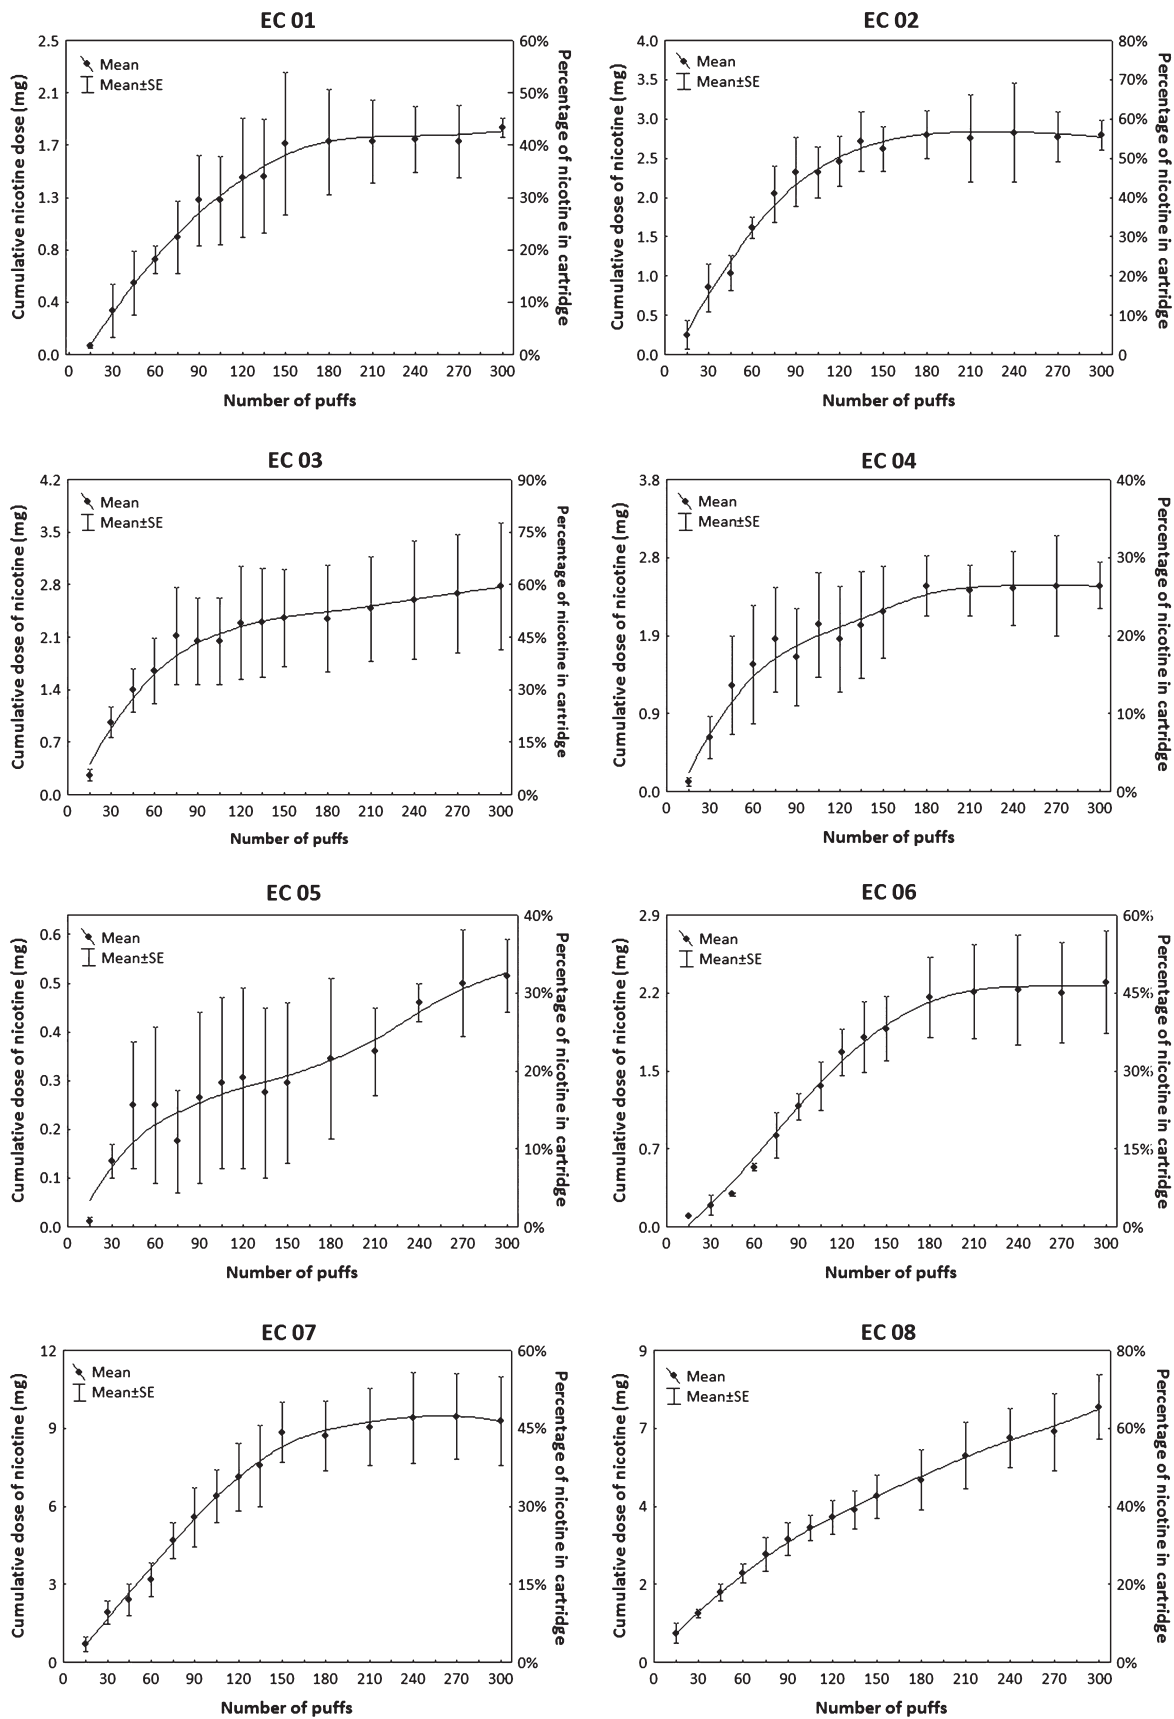 EC 01
Cumulative nicotine dose (mg)
2.5
2.1
1.7
1.3
0.8
0.4
0.0
Mean
Mean±SE
60%
50%
40%
30%
20%
10%
0%
Percentage of nicotine in cartridge
0 30 60 90 120 150 180 210 240 270 300
Number of puffs
EC 02
Cumulative dose of nicotine (mg)
4.0
3.5
3.0
2.5
2.0
1.5
1.0
0.5
0.0
Mean
Mean±SE
80%
70%
60%
50%
40%
30%
20%
10%
0
Percentage of nicotine in cartridge
0 30 60 90 120 150 180 210 240 270 300
Number of puffs
EC 03
Cumulative dose of nicotine (mg)
4.2
3.5
2.8
2.1
1.4
0.7
0.0
Mean
Mean±SE
90%
75%
60%
45%
30%
15%
0%
Percentage of nicotine in cartridge
0 30 60 90 120 150 180 210 240 270 300
Number of puffs
EC 04
Cumulative dose of nicotine (mg)
3.8
2.8
1.9
0.9
0.0
Mean
Mean±SE
40%
30%
20%
10%
0%
Percentage of nicotine in cartridge
0 30 60 90 120 150 180 210 240 270 300
Number of puffs
EC 05
Cumulative dose of nicotine (mg)
0.6
0.5
0.4
0.3
0.2
0.1
0.0
Mean
Mean±SE
40%
30%
20%
10%
0%
Percentage of nicotine in cartridge
0 30 60 90 120 150 180 210 240 270 300
Number of puffs
EC 06
Cumulative dose of nicotine (mg)
2.9
2.2
1.5
0.7
0.0
Mean
Mean±SE
60%
45%
30%
15%
0%
Percentage of nicotine in cartridge
0 30 60 90 120 150 180 210 240 270 300
Number of puffs
EC 07
Cumulative dose of nicotine (mg)
12
9
6
3
0
Mean
Mean±SE
60%
45%
30%
15%
0%
Percentage of nicotine in cartridge
0 30 60 90 120 150 180 210 240 270 300
Number of puffs
EC 08
Cumulative dose of nicotine (mg)
9
7
4
2
0
Mean
Mean±SE
80%
60%
40%
20%
0%
Percentage of nicotine in cartridge
0 30 60 90 120 150 180 210 240 270 300
Number of puffs